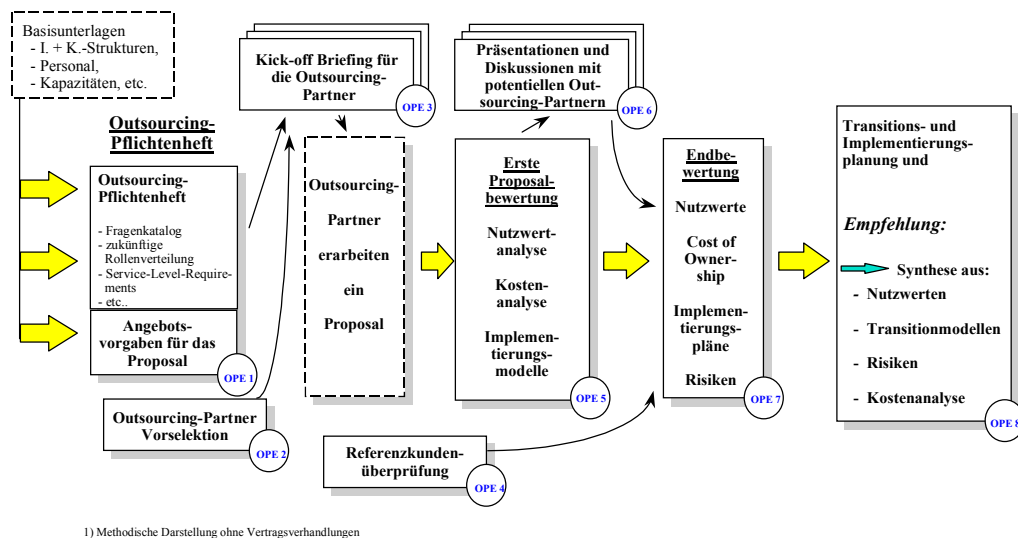 Basisunterlagen
- I. + K.-Strukturen,
- Personal,
- Kapazitäten, etc.
Outsourcing-
Pflichtenheft
Outsourcing-
Pflichtenheft
- Fragenkatalog
- zukünftige
Rollenverteilung
- Service-Level-Require-
ments
- etc..
Angebots-
vorgaben für das
Proposal
OPE 1
Outsourcing-Partner
Vorselektion
OPE 2
Kick-off Briefing für
die Outsourcing-
Partner
OPE 3
Outsourcing-
Partner
erarbeiten
ein
Proposal
Referenzkunden-
überprüfung
OPE 4
Präsentationen und
Diskussionen mit
potentiellen Out-
sourcing-Partnern
OPE 6
Erste
Proposal-
bewertung
Nutzwert-
analyse
Kosten-
analyse
Implemen-
tierungs-
modelle
OPE 5
Endbe-
wertung
Nutzwerte
Cost of
Ownership
Implemen-
tierungs-
pläne
Risiken
OPE 7
Transitions- und
Implementierungs-
planung und
Empfehlung:
Synthese aus:
- Nutzwerten
- Transitionmodellen
- Risiken
- Kostenanalyse
OPE 8
1) Methodische Darstellung ohne Vertragsverhandlungen